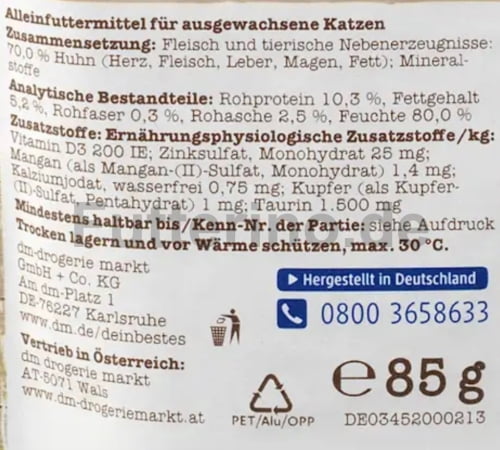 Alleinfuttermittel für ausgewachsene Katzen
Zusammensetzung: Fleisch und tierische Nebenerzeugnisse:
70,0 % Huhn (Herz, Fleisch, Leber, Magen, Fett); Mineral-
stoffe
Analytische Bestandteile: Rohprotein 10,3 %, Fettgehalt
5,2 %, Rohfaser 0,3 %, Rohasche 2,5 %, Feuchte 80,0 %
Zusatzstoffe: Ernährungsphysiologische Zusatzstoffe/kg:
Vitamin D3 200 IE; Zinksulfat, Monohydrat 25 mg;
Mangan (als Mangan-(II)-Sulfat, Monohydrat) 1,4 mg;
Kalziumjodat, wasserfrei 0,75 mg; Kupfer (als Kupfer-
(II)-Sulfat, Pentahydrat) 1 mg; Taurin 1.500 mg
Mindestens haltbar bis/Kenn-Nr. der Partie: siehe Aufdruck
Trocken lagern und vor Wärme schützen, max. 30 °C.
Futterino.de
dm-drogerie markt
GmbH + Co. KG
Am dm-Platz 1
DE-76227 Karlsruhe
www.dm.de/deinbestes
Hergestellt in Deutschland
0800 3658633
Vertrieb in Österreich:
dm drogerie markt
AT-5071 Wals
www.dm-drogeriemarkt.at
PET/Alu/OPP
e 85 g
DE03452000213